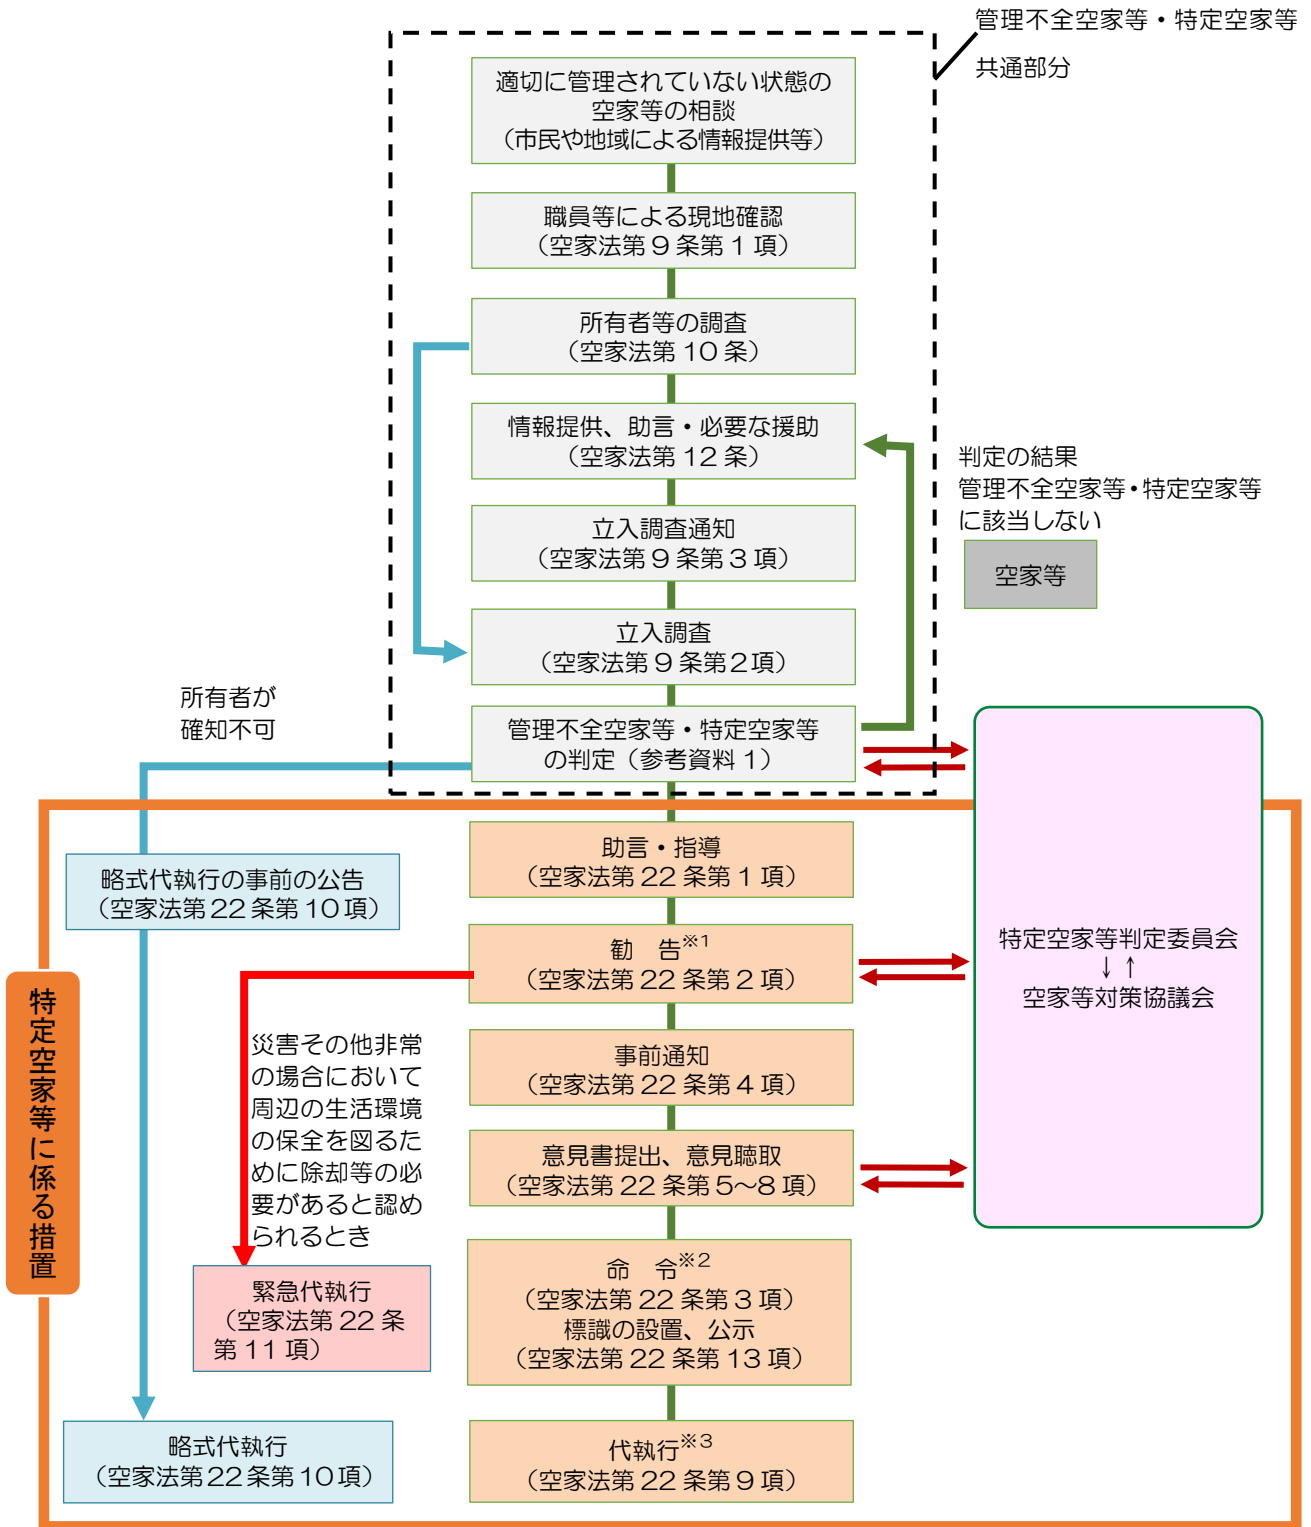 管理不全空家等・特定空家等
共通部分
適切に管理されていない状態の
空家等の相談
（市民や地域による情報提供等）
職員等による現地確認
（空家法第９条第１項）
所有者等の調査
（空家法第10条）
情報提供、助言・必要な援助
（空家法第12条）
判定の結果
管理不全空家等・特定空家等
に該当しない
空家等
立入調査通知
（空家法第９条第３項）
立入調査
（空家法第９条第２項）
所有者が
確知不可
管理不全空家等・特定空家等
の判定（参考資料１）
助言・指導
（空家法第22条第１項）
略式代執行の事前の公告
（空家法第22条第10項）
勧　告※1
（空家法第22条第２項）
特定空家等判定委員会
↓↑
空家等対策協議会
特定空家等に係る措置
災害その他非常
の場合において
周辺の生活環境
の保全を図るた
めに除却等の必
要があると認め
られるとき
事前通知
（空家法第22条第４項）
意見書提出、意見聴取
（空家法第22条第５～８項）
緊急代執行
（空家法第22条
第11項）
命　令※2
（空家法第22条第３項）
標識の設置、公示
（空家法第22条第13項）
略式代執行
（空家法第22条第10項）
代執行※3
（空家法第22条第９項）